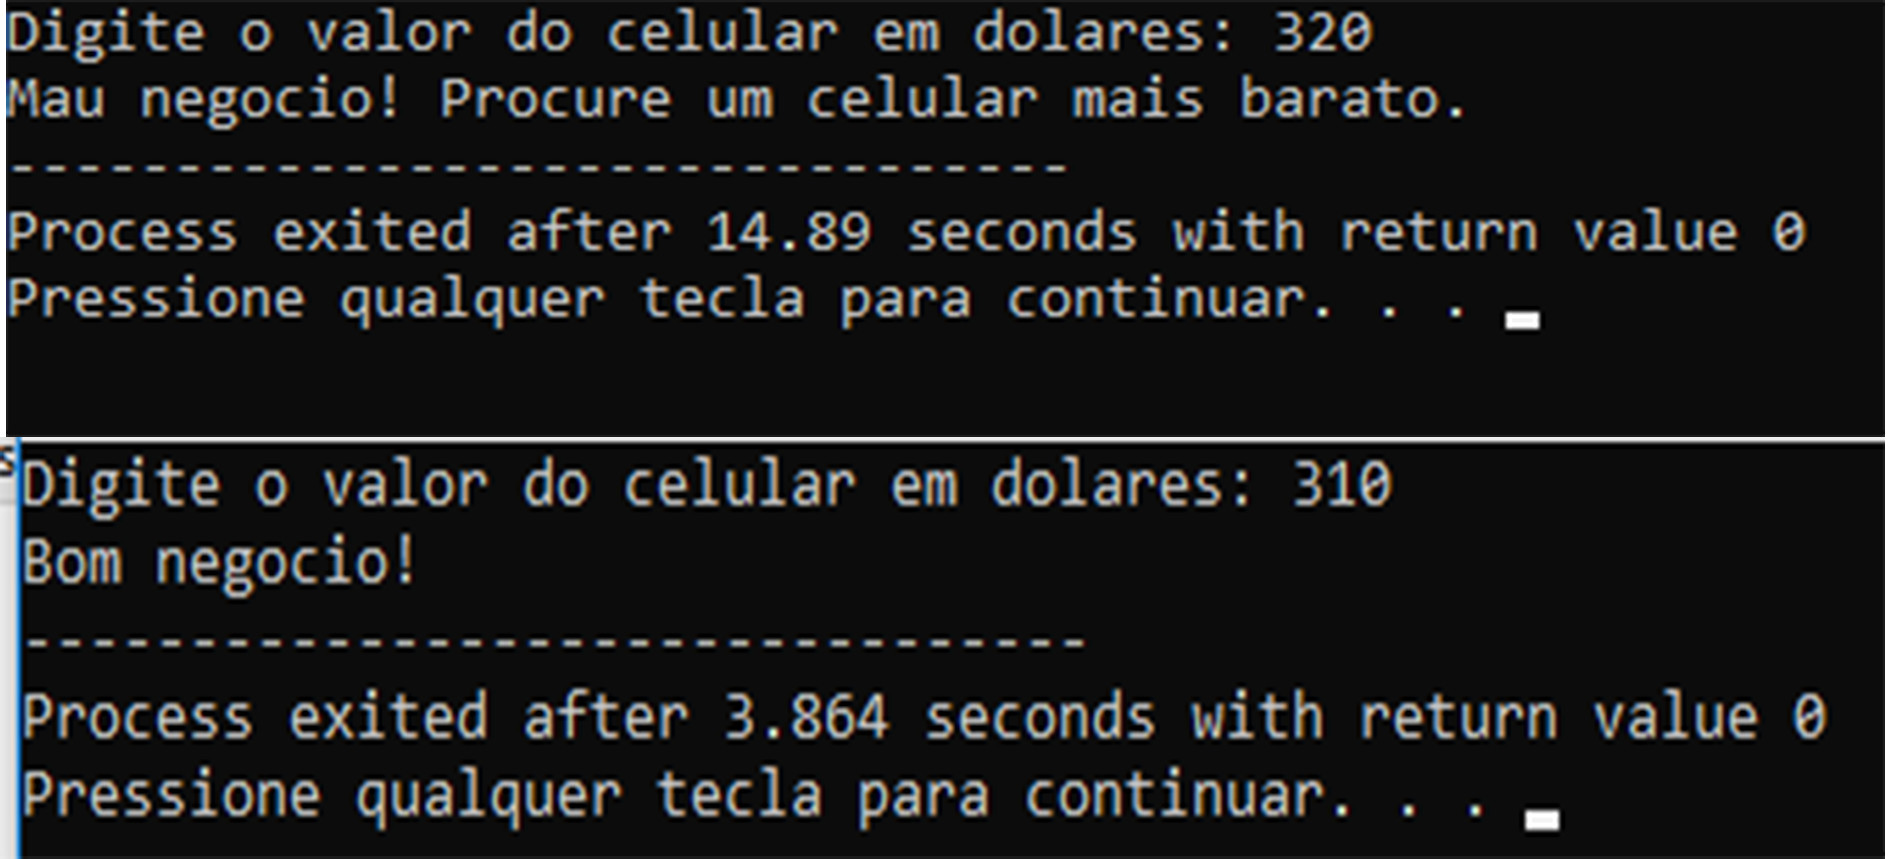 Digite o valor do celular em dolares: 320
Mau negocio! Procure um celular mais barato.
--------------------------------
Process exited after 14.89 seconds with return value 0
Pressione qualquer tecla para continuar. . .
s
Digite o valor do celular em dolares: 310
Bom negocio!
--------------------------------
Process exited after 3.864 seconds with return value 0
Pressione qualquer tecla para continuar. . .